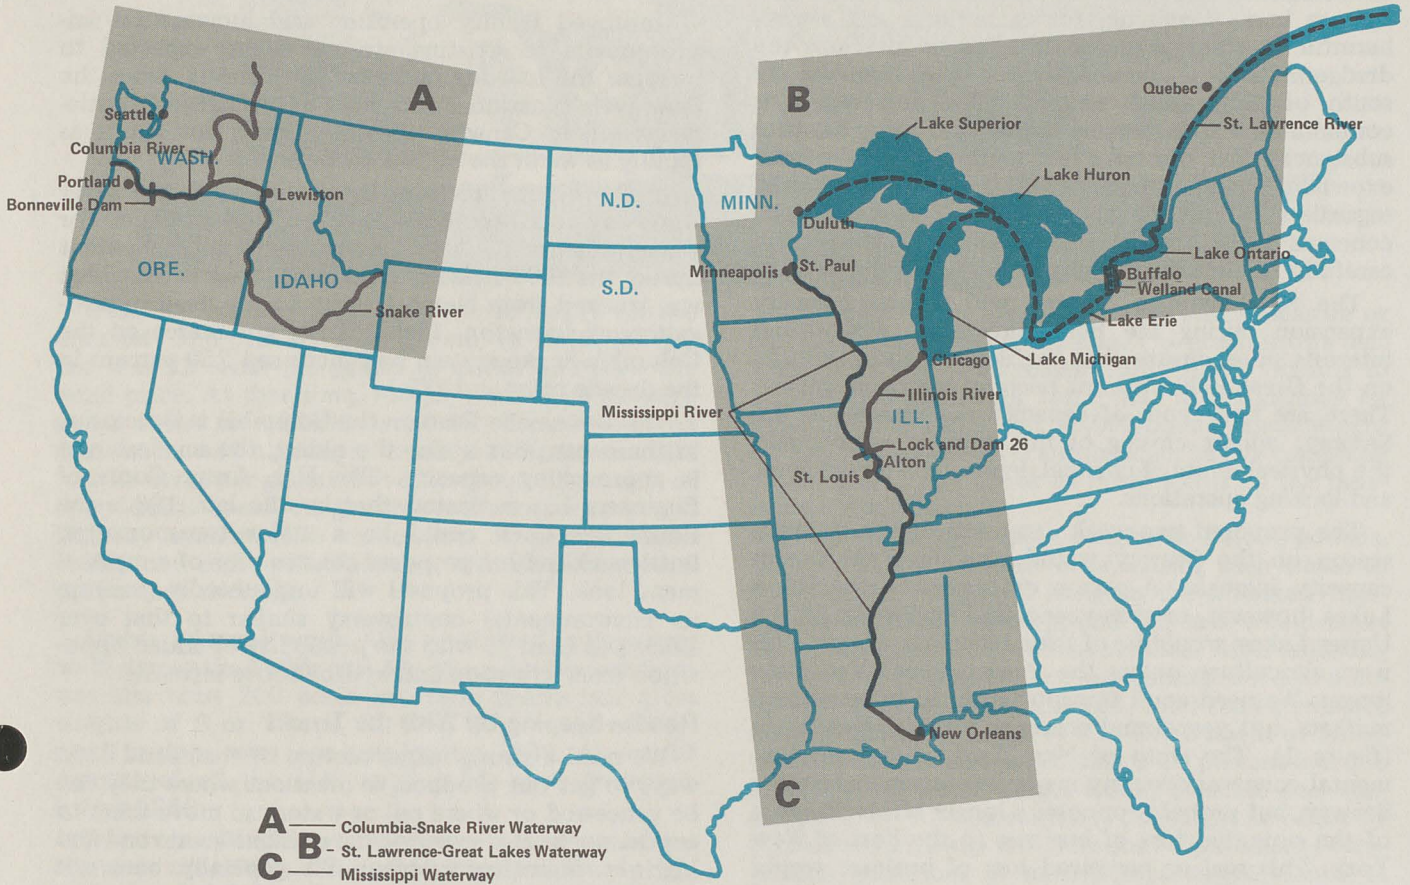 A
B
Quebec
Seattle
Lake Superior
St. Lawrence River
Columbia River
WASH.
Lake Huron
Portland
Lewiston
N.D.
MINN.
Bonneville Dam
Duluth
Lake Ontario
ORE.
IDAHO
S.D.
Minneapolis
St. Paul
Buffalo
Welland Canal
Snake River
Lake Erie
Chicago
Lake Michigan
Illinois River
Mississippi River
ILL.
Lock and Dam 26
Alton
St. Louis
New Orleans
C
A Columbia-Snake River Waterway
B St. Lawrence-Great Lakes Waterway
C Mississippi Waterway